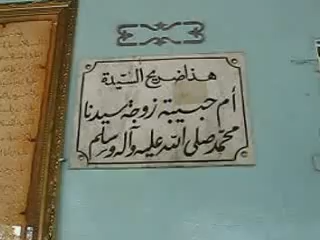 هذا ضريح السيدة
أم حبيبة زوجة سيدنا
محمد صلى الله عليه وآله وسلم